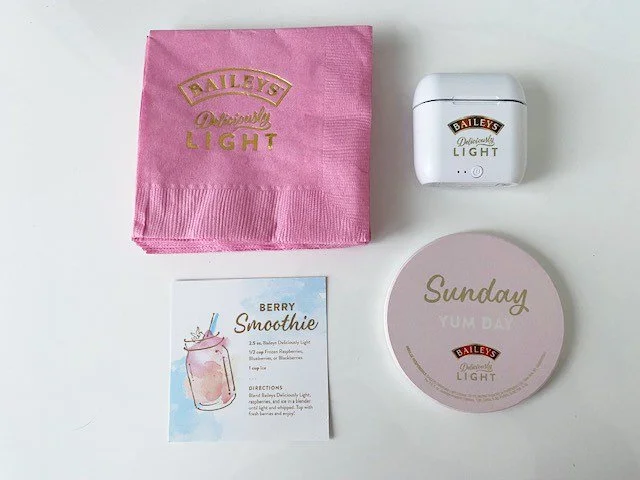 BAILEYS
Deliciously
LIGHT
BAILEYS
Deliciously
LIGHT
BERRY
Smoothie
2.5 oz. Baileys Deliciously Light
1/2 cup Frozen Raspberries,
Blueberries, or Blackberries
1 cup Ice
DIRECTIONS
Blend Baileys Deliciously Light,
raspberries, and ice in a blender
until light and whipped. Top with
fresh berries and enjoy!
Sunday
YUM DAY
BAILEYS
Deliciously
LIGHT